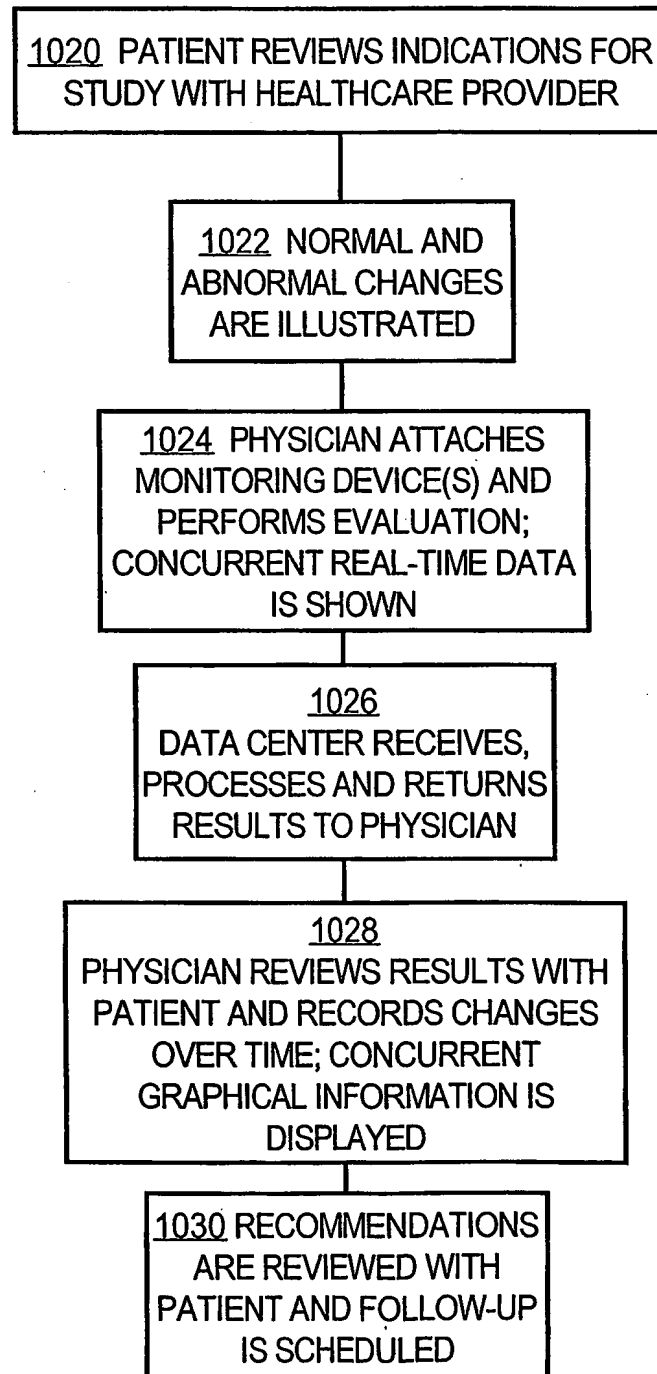 1020 PATIENT REVIEWS INDICATIONS FOR
STUDY WITH HEALTHCARE PROVIDER
1022 NORMAL AND
ABNORMAL CHANGES
ARE ILLUSTRATED
1024 PHYSICIAN ATTACHES
MONITORING DEVICE(S) AND
PERFORMS EVALUATION;
CONCURRENT REAL-TIME DATA
IS SHOWN
1026
DATA CENTER RECEIVES,
PROCESSES AND RETURNS
RESULTS TO PHYSICIAN
1028
PHYSICIAN REVIEWS RESULTS WITH
PATIENT AND RECORDS CHANGES
OVER TIME; CONCURRENT
GRAPHICAL INFORMATION IS
DISPLAYED
1030 RECOMMENDATIONS
ARE REVIEWED WITH
PATIENT AND FOLLOW-UP
IS SCHEDULED